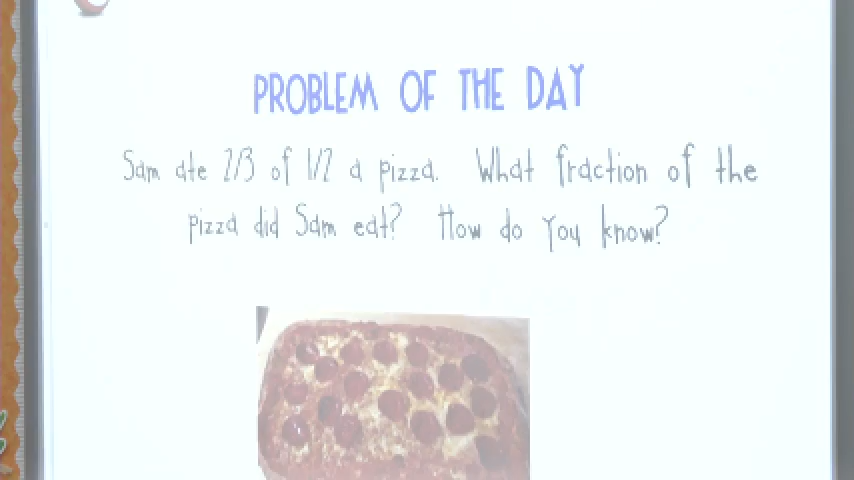 PROBLEM OF THE DAY
Sam ate 2/3 of 1/2 a pizza. What fraction of the
pizza did Sam eat? How do you know?